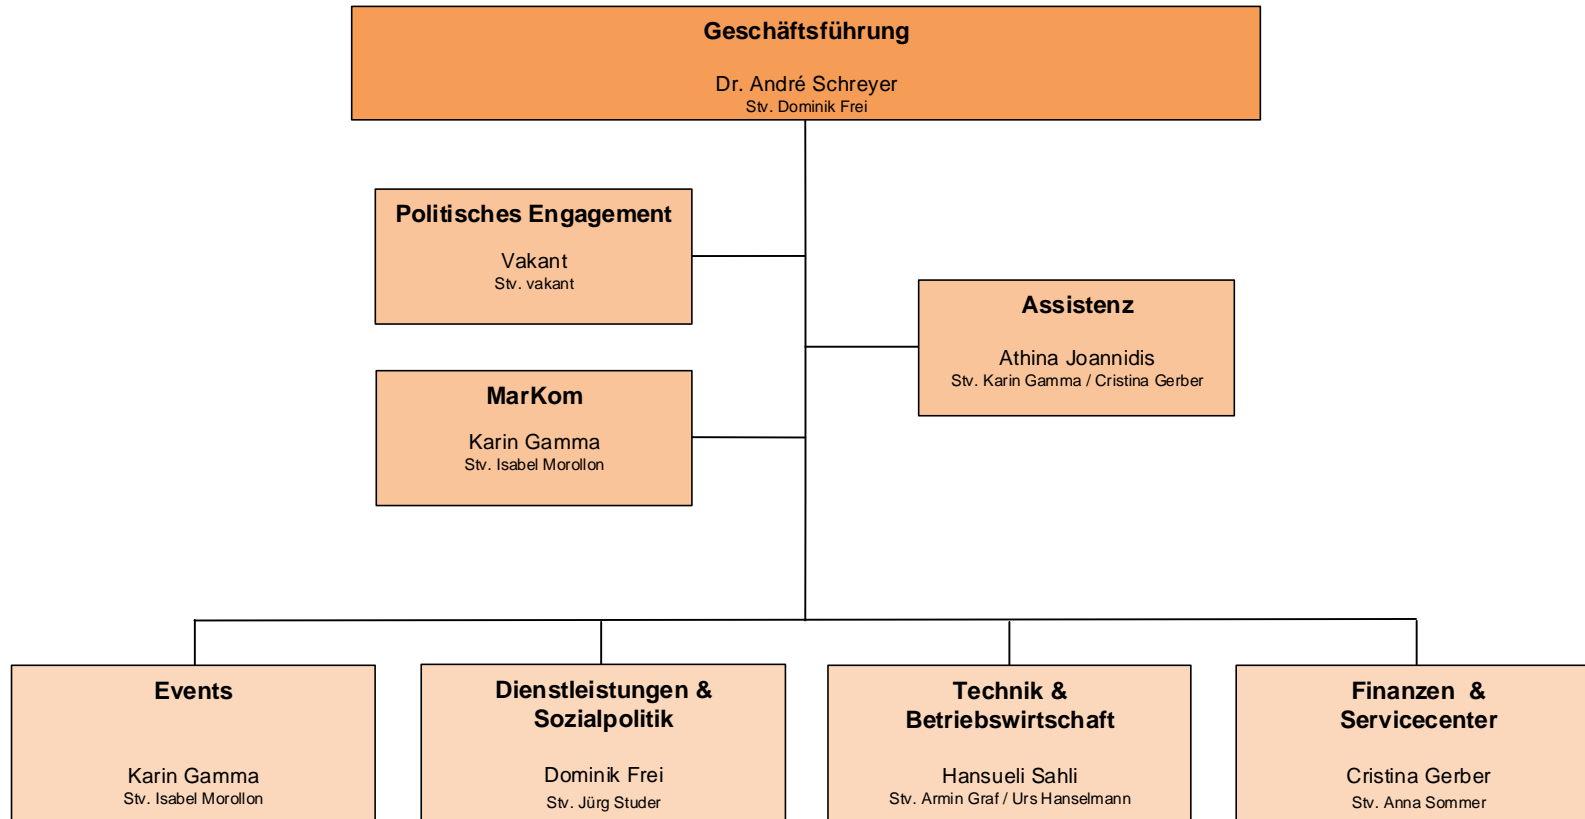 Geschäftsführung
Dr. André Schreyer
Stv. Dominik Frei
Politisches Engagement
Vakant
Stv. vakant
Assistenz
Athina Joannidis
Stv. Karin Gamma / Cristina Gerber
MarKom
Karin Gamma
Stv. Isabel Morollon
Events
Karin Gamma
Stv. Isabel Morollon
Dienstleistungen &
Sozialpolitik
Dominik Frei
Stv. Jürg Studer
Technik &
Betriebswirtschaft
Hansueli Sahli
Stv. Armin Graf / Urs Hanselmann
Finanzen &
Servicecenter
Cristina Gerber
Stv. Anna Sommer